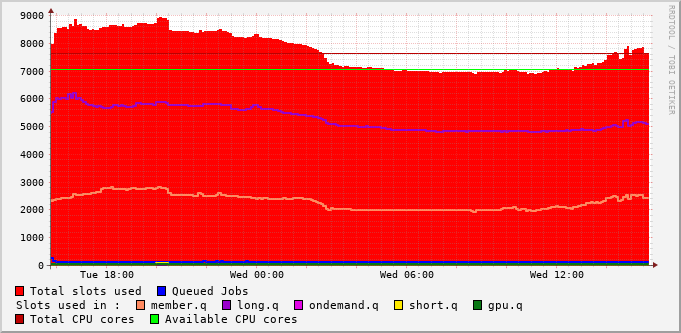 RRDTOOL / TOBI OETIKER
9000
8000
7000
6000
5000
4000
3000
2000
1000
0
Tue 18:00 Wed 00:00 Wed 06:00 Wed 12:00
Total slots used Queued Jobs
Slots used in : member.q long.q ondemand.q short.q gpu.q
Total CPU cores Available CPU cores